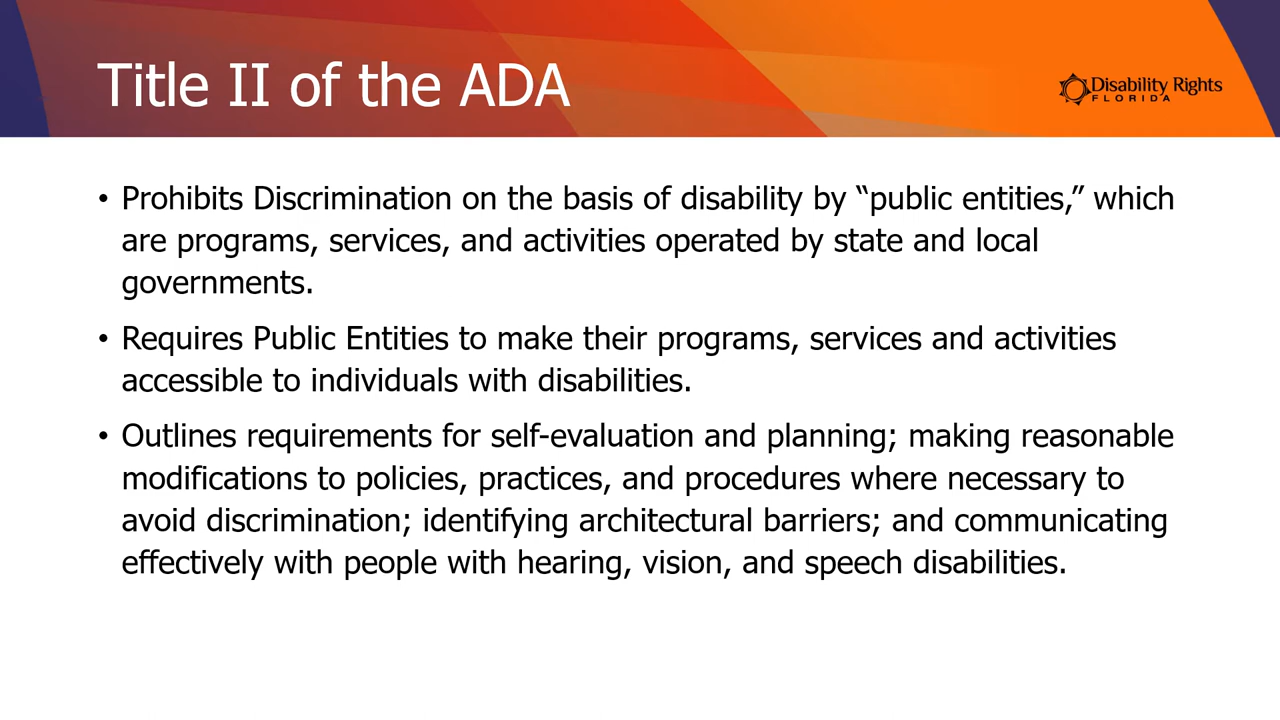 Title II of the ADA
Disability Rights
FLORIDA
• Prohibits Discrimination on the basis of disability by “public entities,” which
are programs, services, and activities operated by state and local
governments.
• Requires Public Entities to make their programs, services and activities
accessible to individuals with disabilities.
• Outlines requirements for self-evaluation and planning; making reasonable
modifications to policies, practices, and procedures where necessary to
avoid discrimination; identifying architectural barriers; and communicating
effectively with people with hearing, vision, and speech disabilities.